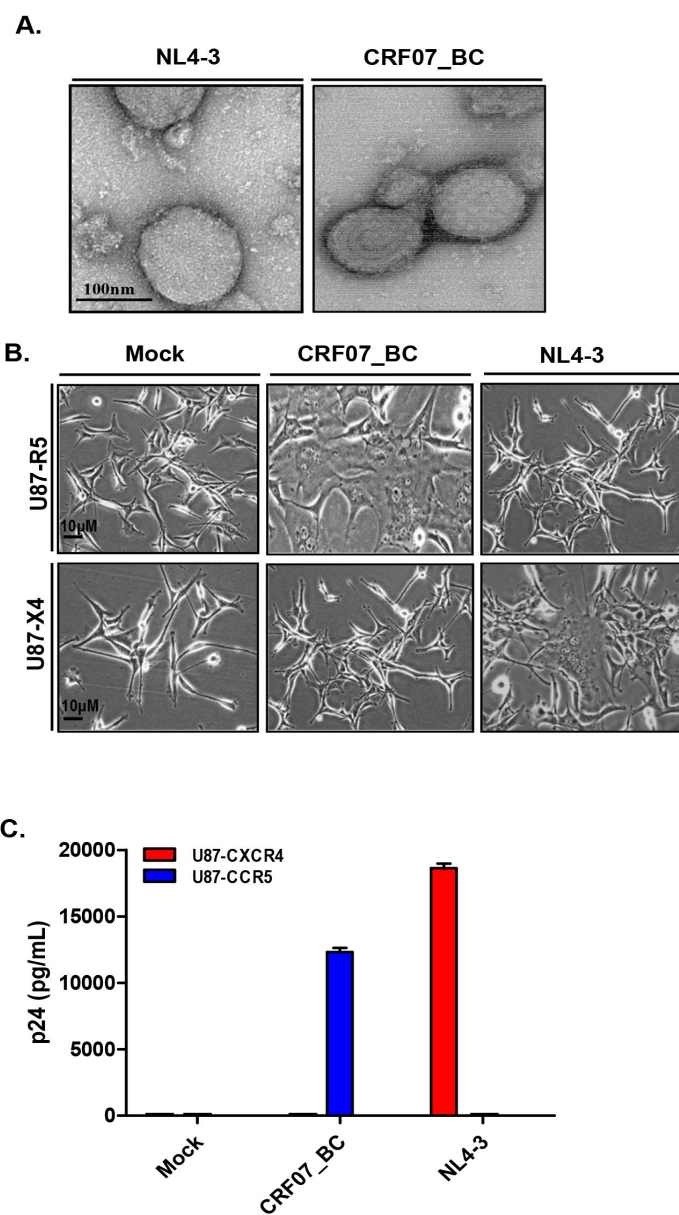 A.
NL4-3
CRF07_BC
100nm
B.
Mock
CRF07_BC
NL4-3
U87-R5
10µM
U87-X4
10µM
C.
U87-CXCR4
U87-CCR5
p24 (pg/mL)
20000
15000
10000
5000
0
Mock
CRF07_BC
NL4-3